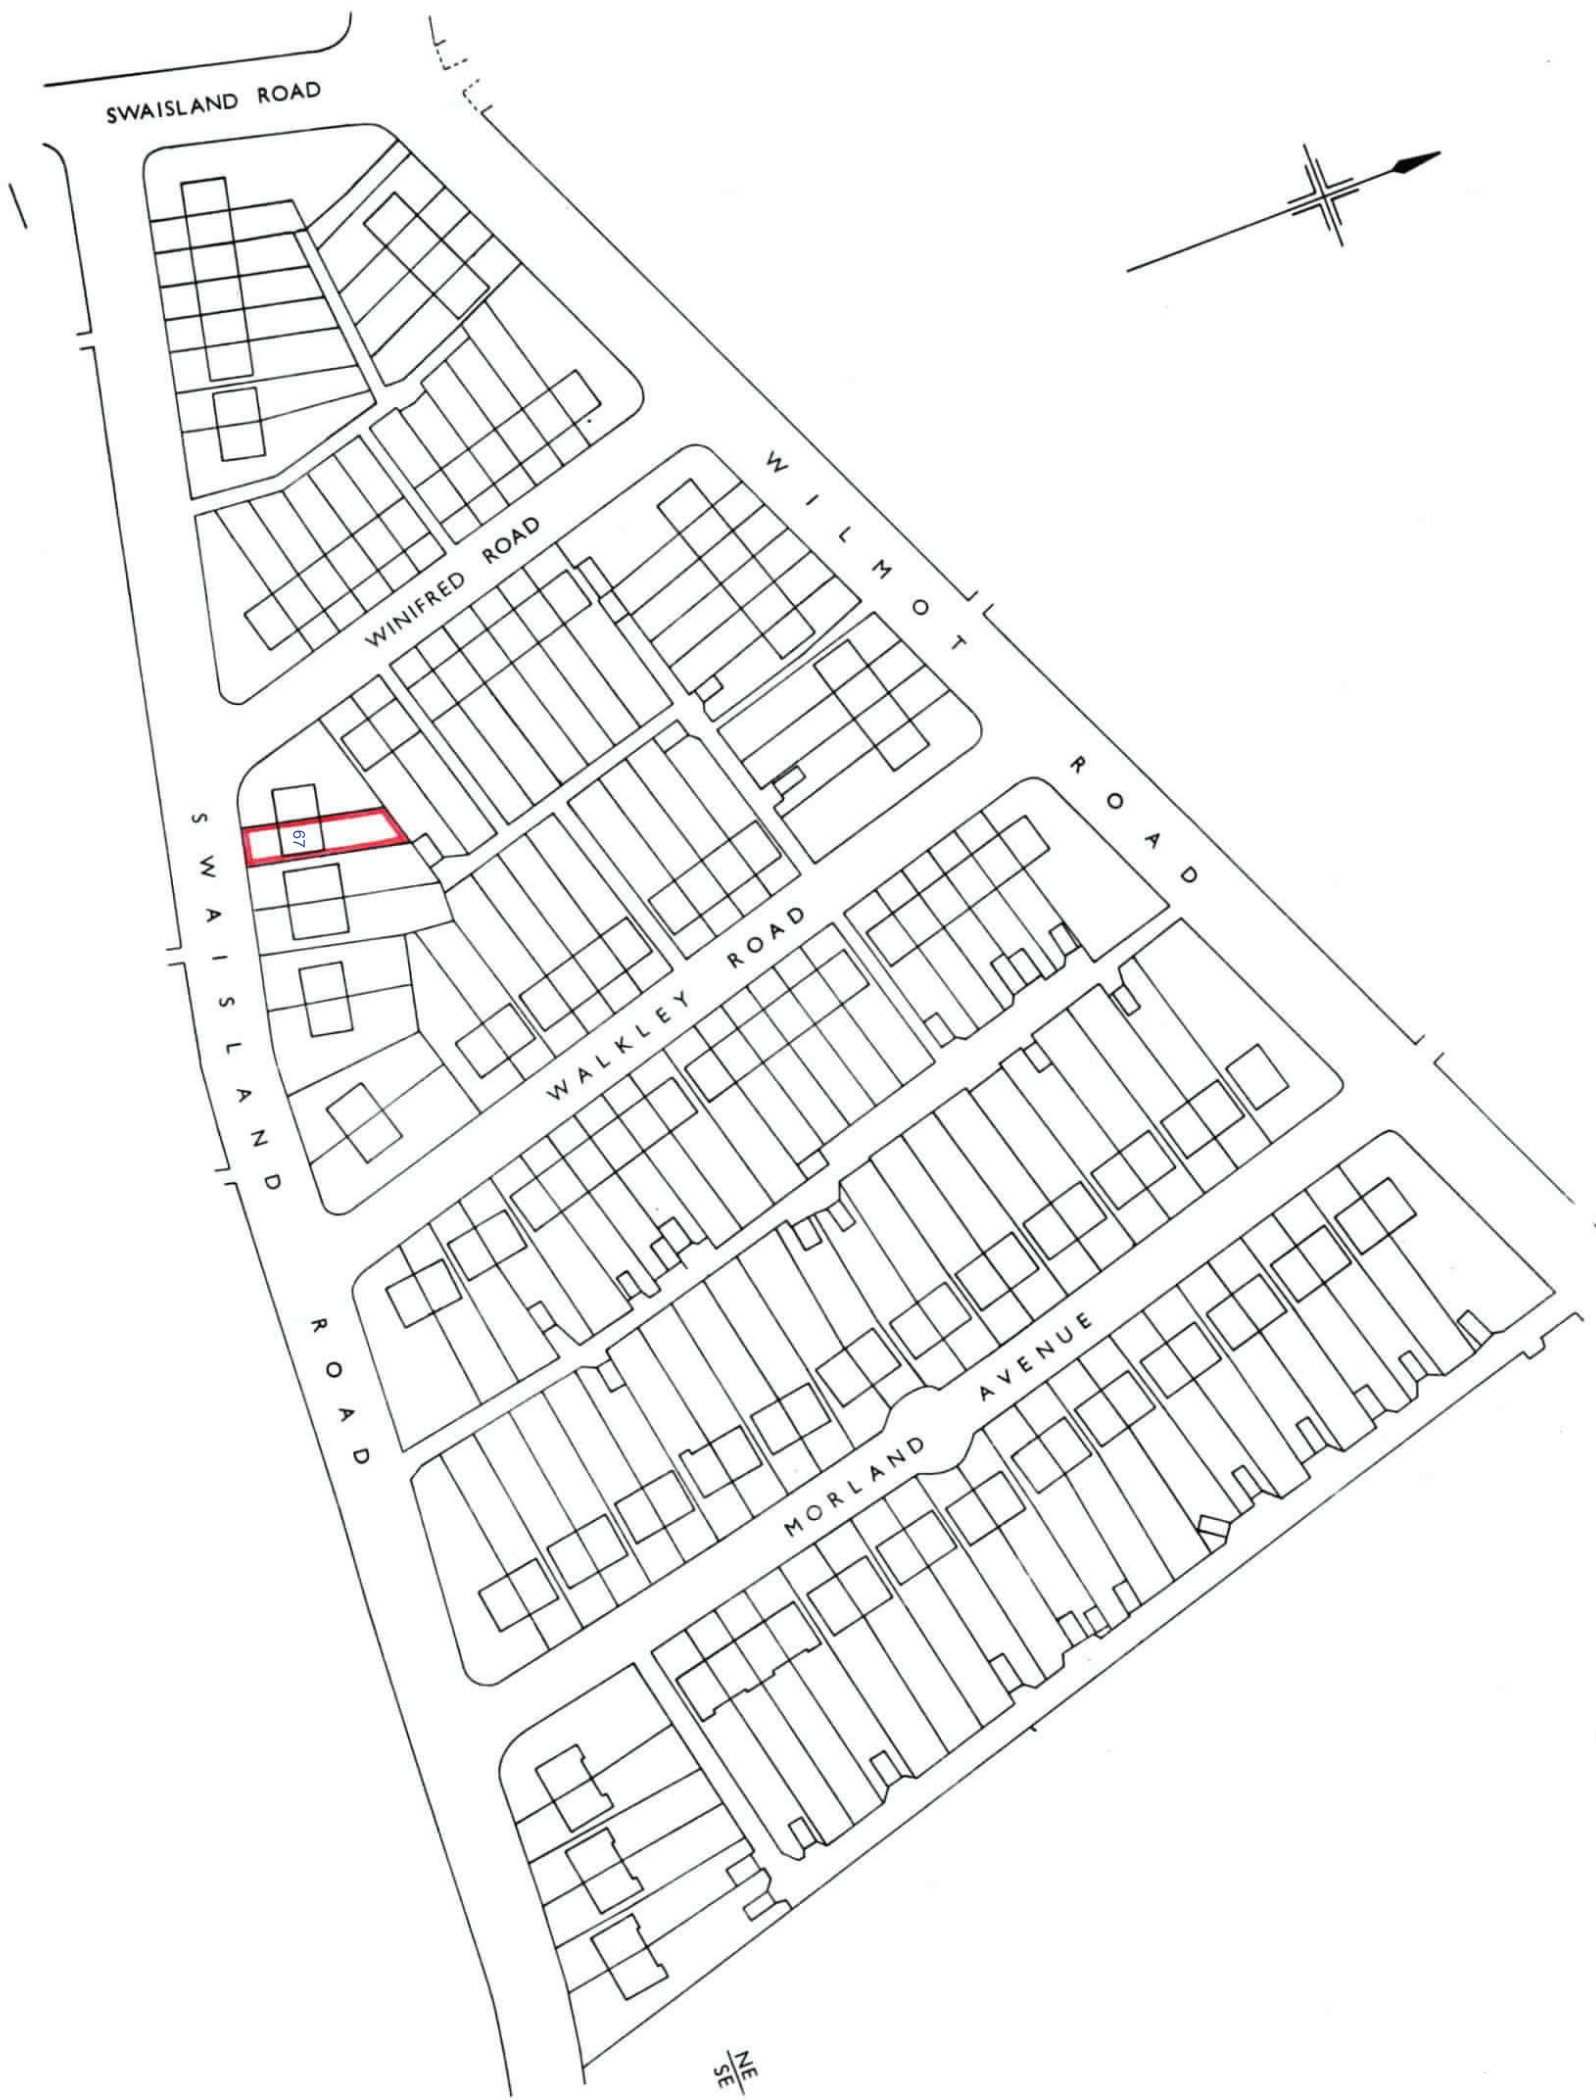 SWAISLAND ROAD
WILMOT ROAD
WINIFRED ROAD
67
SWAISLAND ROAD
WALKLEY ROAD
MORLAND AVENUE
NE
SE